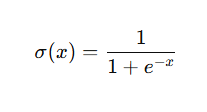 σ(x) = 1 / (1 + e^{-x})